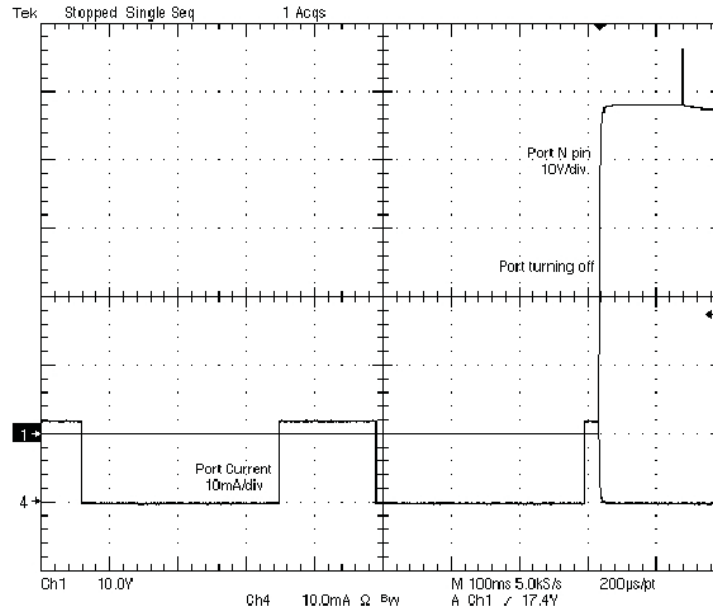 Tek Stopped Single Seq 1 Acqs
Port N pin
10V/div.
Port turning off
1
Port Current
10mA/div
4
Ch1 10.0V M 100ms 5.0kS/s 200µs/pt
Ch4 10.0mA Ω BW A Ch1 / 17.4V